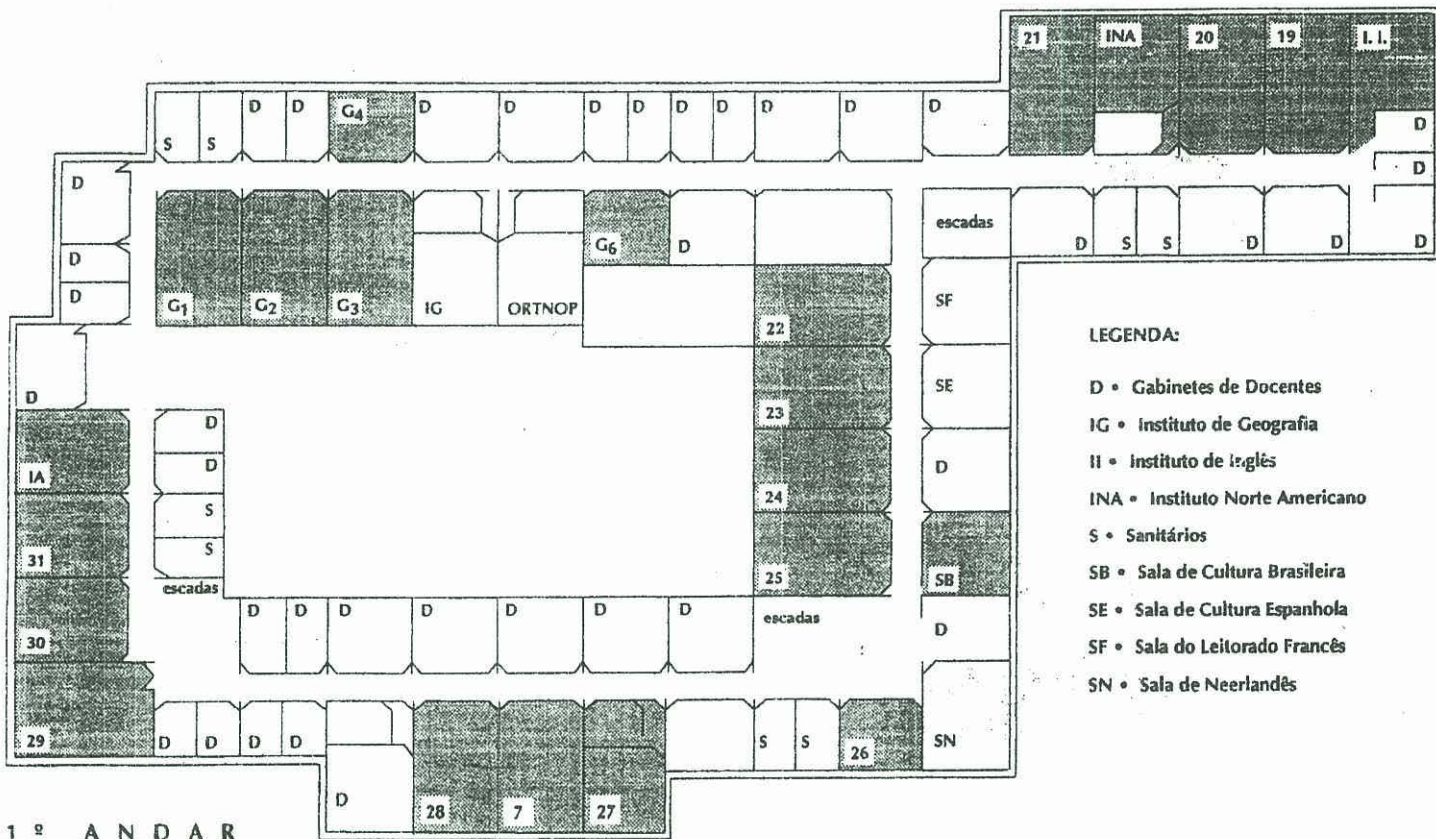 21 INA 20 19 I. I.
D D G4 D D D D D D D D D
S S D
D D
G6 escadas
D D D S S D D D
D G1 G2 G3 IG ORTNOP SF
D 22
LEGENDA:
SE D • Gabinetes de Docentes
D 23
D IG • Instituto de Geografia
D D II • Instituto de Inglês
IA 24
S INA • Instituto Norte Americano
S S • Sanitários
31 25 SB SB • Sala de Cultura Brasileira
escadas
D D D D D D D escadas SE • Sala de Cultura Espanhola
30 D SF • Sala do Leitorado Francês
SN • Sala de Neerlandês
29 D D D D S S 26 SN
D 28 7 27
1º ANDAR